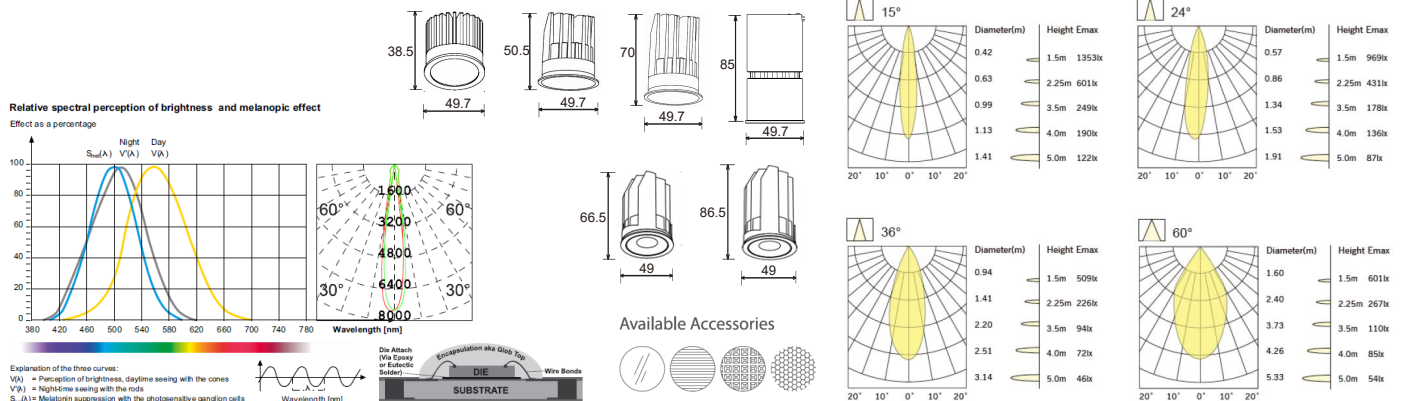 Relative spectral perception of brightness and melanopic effect
Effect as a percentage
Night Day
Smel(λ) V'(λ) V(λ)
100
80
60
40
20
0
380 420 460 500 540 580 620 660 700 740 780
Wavelength [nm]
Explanation of the three curves:
V(λ) = Perception of brightness, daytime seeing with the cones
V'(λ) = Night-time seeing with the rods
S (λ) = Melatonin suppression with the photosensitive ganglion cells
Wavelength [nm]
1600
3200
4800
6400
8000
60° 60°
30° 30°
Die Attach
(Via Epoxy
or Eutectic
Solder)
Encapsulation aka Glob Top
DIE
Wire Bonds
SUBSTRATE
38.5
49.7
50.5
49.7
70
49.7
85
49.7
66.5
49
86.5
49
Available Accessories
15°
Diameter(m) Height Emax
0.42 1.5m 1353lx
0.63 2.25m 601lx
0.99 3.5m 249lx
1.13 4.0m 190lx
1.41 5.0m 122lx
20° 10° 0° 10° 20°
24°
Diameter(m) Height Emax
0.57 1.5m 969lx
0.86 2.25m 431lx
1.34 3.5m 178lx
1.53 4.0m 136lx
1.91 5.0m 87lx
20° 10° 0° 10° 20°
36°
Diameter(m) Height Emax
0.94 1.5m 509lx
1.41 2.25m 226lx
2.20 3.5m 94lx
2.51 4.0m 72lx
3.14 5.0m 46lx
20° 10° 0° 10° 20°
60°
Diameter(m) Height Emax
1.60 1.5m 601lx
2.40 2.25m 267lx
3.73 3.5m 110lx
4.26 4.0m 85lx
5.33 5.0m 54lx
20° 10° 0° 10° 20°